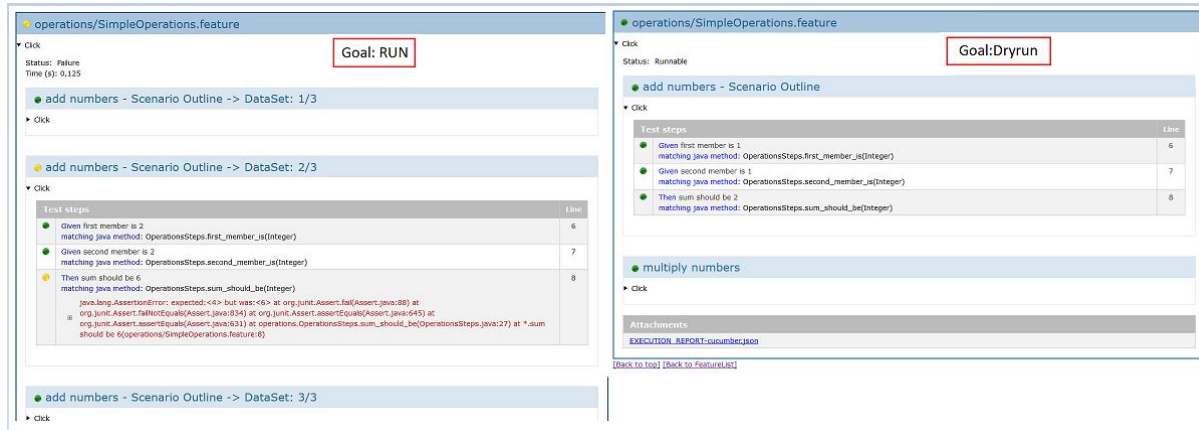 operations/SimpleOperations.feature
Goal: RUN
Click
Status: Failure
Time (s): 0,125
add numbers - Scenario Outline -> DataSet: 1/3
Click
add numbers - Scenario Outline -> DataSet: 2/3
Click
Test steps Line
Given first member is 2 6
matching java method: OperationsSteps.first_member_is(Integer)
Given second member is 2 7
matching java method: OperationsSteps.second_member_is(Integer)
Then sum should be 6 8
matching java method: OperationsSteps.sum_should_be(Integer)
java.lang.AssertionError: expected:<4> but was:<6> at org.junit.Assert.fail(Assert.java:88) at
org.junit.Assert.failNotEquals(Assert.java:834) at org.junit.Assert.assertEquals(Assert.java:645) at
org.junit.Assert.assertEquals(Assert.java:631) at operations.OperationsSteps.sum_should_be(OperationsSteps.java:27) at *.sum
should be 6(operations/SimpleOperations.feature:8)
add numbers - Scenario Outline -> DataSet: 3/3
Click
operations/SimpleOperations.feature
Goal:Dryrun
Click
Status: Runnable
add numbers - Scenario Outline
Click
Test steps Line
Given first member is 1 6
matching java method: OperationsSteps.first_member_is(Integer)
Given second member is 1 7
matching java method: OperationsSteps.second_member_is(Integer)
Then sum should be 2 8
matching java method: OperationsSteps.sum_should_be(Integer)
multiply numbers
Click
Attachments
EXECUTION_REPORT-cucumber.json
[Back to top] [Back to FeatureList]